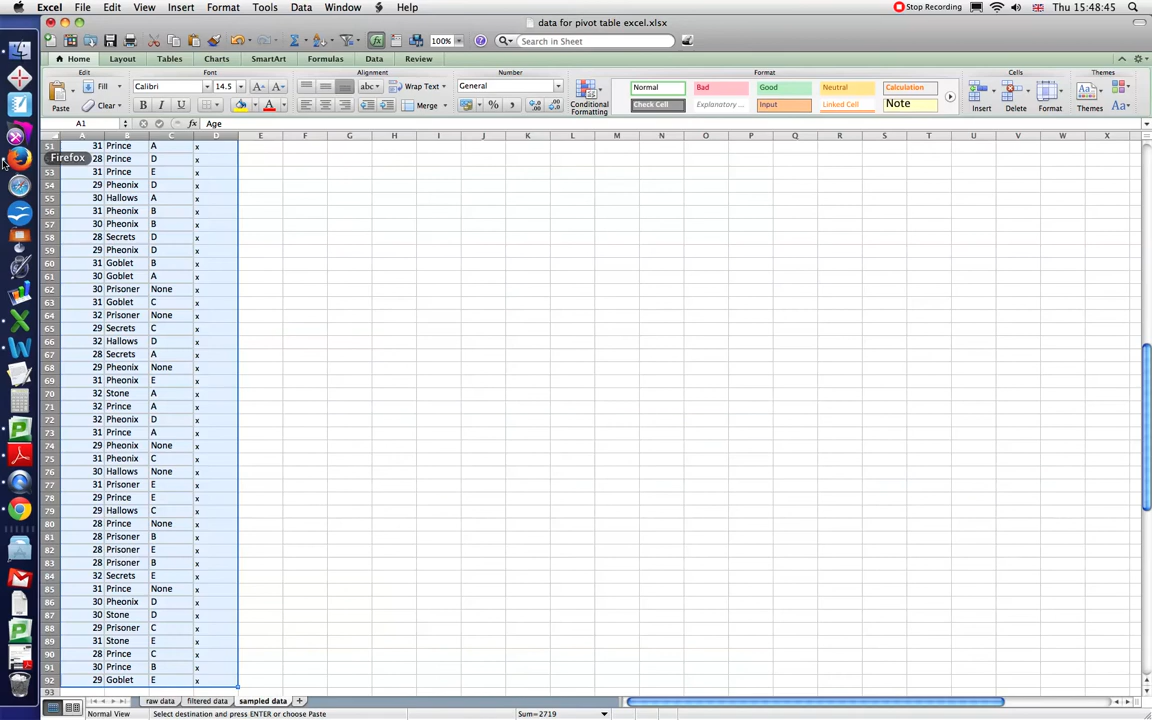 Excel File Edit View Insert Format Tools Data Window Help Stop Recording Thu 15:48:45
data for pivot table excel.xlsx
100% Search in Sheet
Home Layout Tables Charts SmartArt Formulas Data Review
Edit Font Alignment Number Format Cells Themes
Fill Calibri 14.5 A A abc Wrap Text General Normal Bad Good Neutral Calculation
Paste Clear B I U A Merge % , .0 .00 Conditional Formatting Check Cell Explanatory ... Input Linked Cell Note Insert Delete Format Themes Aa
A1 fx Age
A B C D E F G H I J K L M N O P Q R S T U V W X
51 31 Prince A x
Firefox
28 Prince D x
53 31 Prince E x
54 29 Pheonix D x
55 30 Hallows A x
56 31 Pheonix B x
57 30 Pheonix B x
58 28 Secrets D x
59 29 Pheonix D x
60 31 Goblet B x
61 30 Goblet A x
62 30 Prisoner None x
63 31 Goblet C x
64 32 Prisoner None x
65 29 Secrets C x
66 32 Hallows D x
67 28 Secrets A x
68 29 Pheonix None x
69 31 Pheonix E x
70 32 Stone A x
71 32 Prince A x
72 32 Pheonix D x
73 31 Prince A x
74 29 Pheonix None x
75 31 Pheonix C x
76 30 Hallows None x
77 31 Prisoner E x
78 29 Prince E x
79 29 Hallows C x
80 28 Prince None x
81 28 Prisoner B x
82 28 Prisoner E x
83 28 Prisoner B x
84 32 Secrets E x
85 31 Prince None x
86 30 Pheonix D x
87 30 Stone D x
88 29 Prisoner C x
89 31 Stone E x
90 28 Prince C x
91 30 Prince B x
92 29 Goblet E x
93
raw data filtered data sampled data +
Normal View Select destination and press ENTER or choose Paste Sum=2719